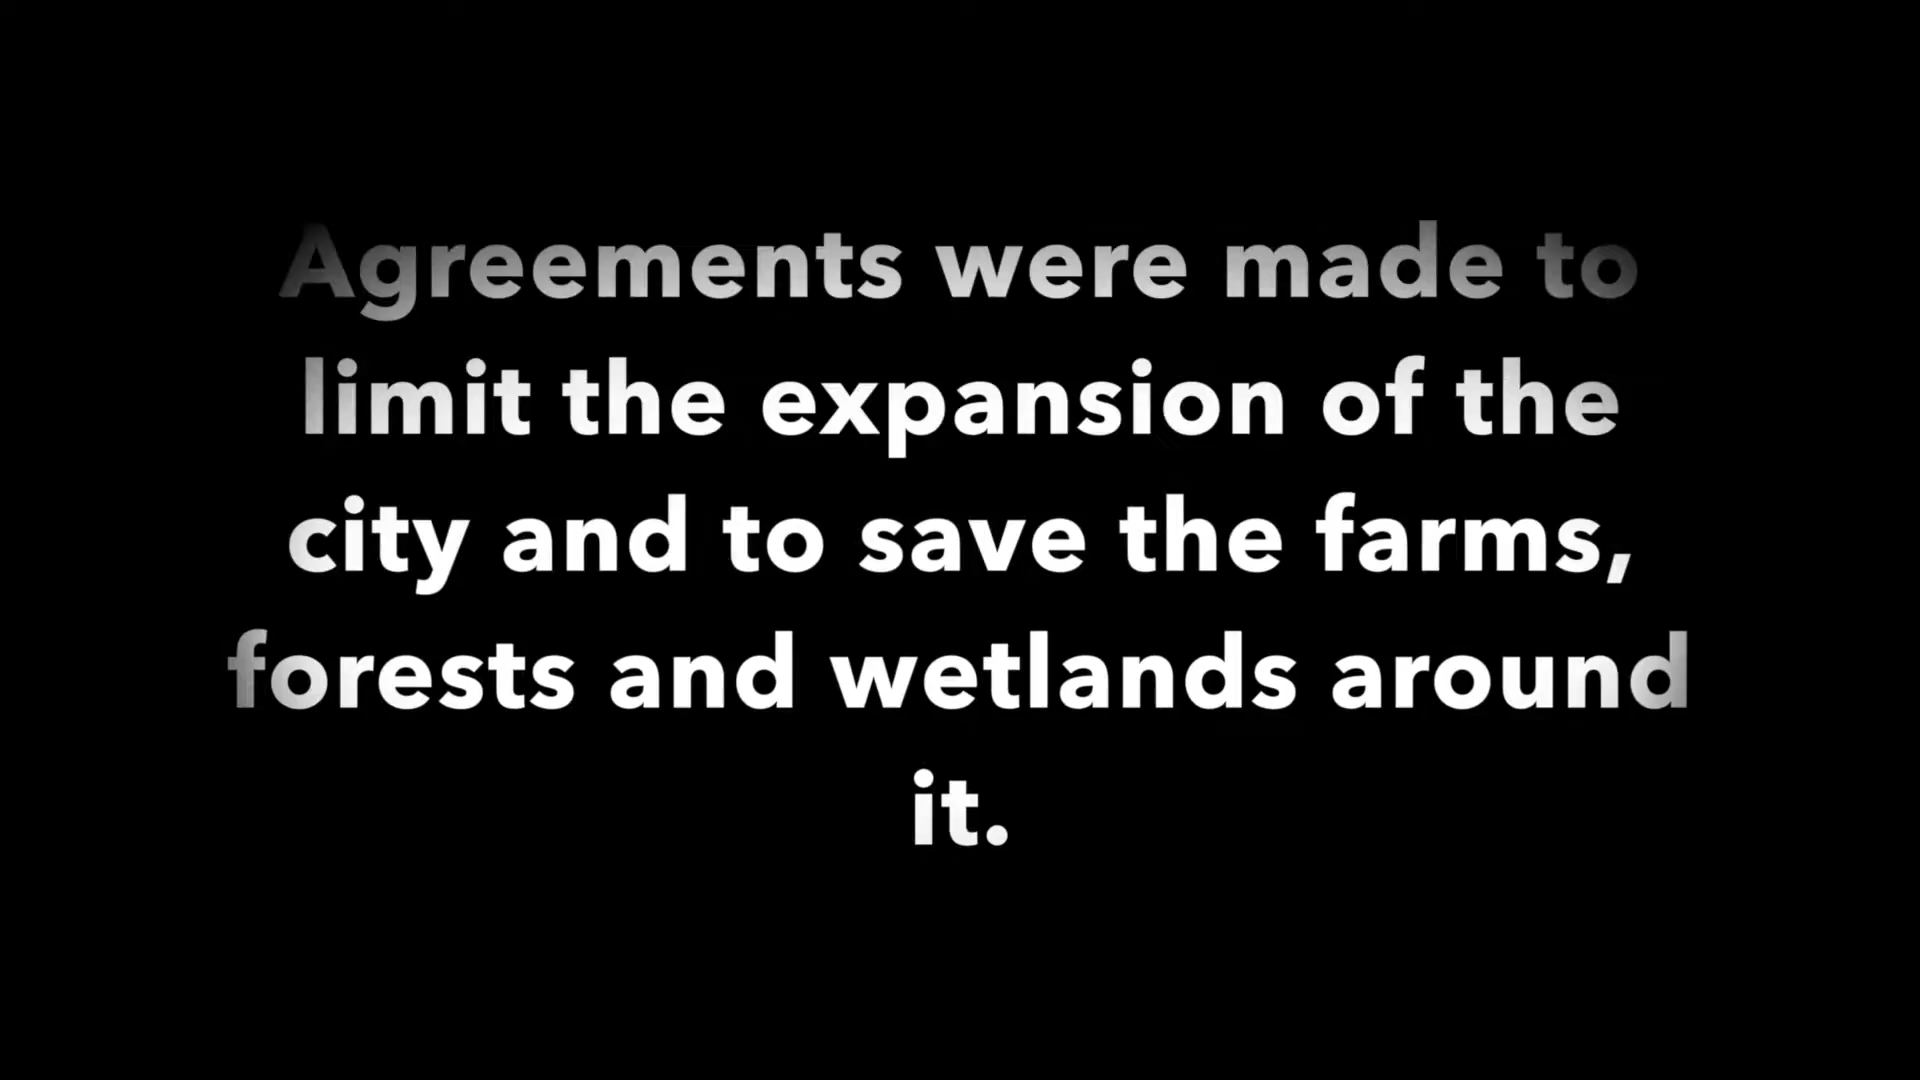 Agreements were made to
limit the expansion of the
city and to save the farms,
forests and wetlands around
it.